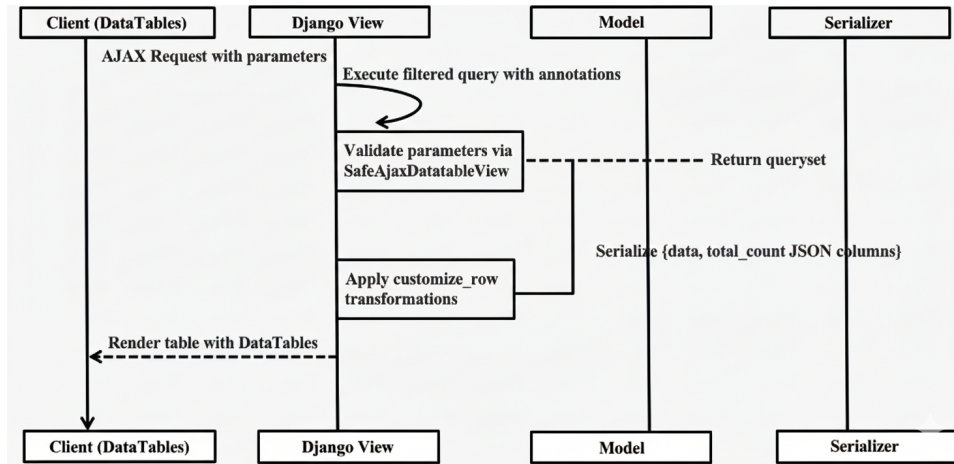 Client (DataTables)
Django View
Model
Serializer
AJAX Request with parameters
Execute filtered query with annotations
Validate parameters via
SafeAjaxDatatableView
Return queryset
Serialize {data, total_count JSON columns}
Apply customize_row
transformations
Render table with DataTables
Client (DataTables)
Django View
Model
Serializer